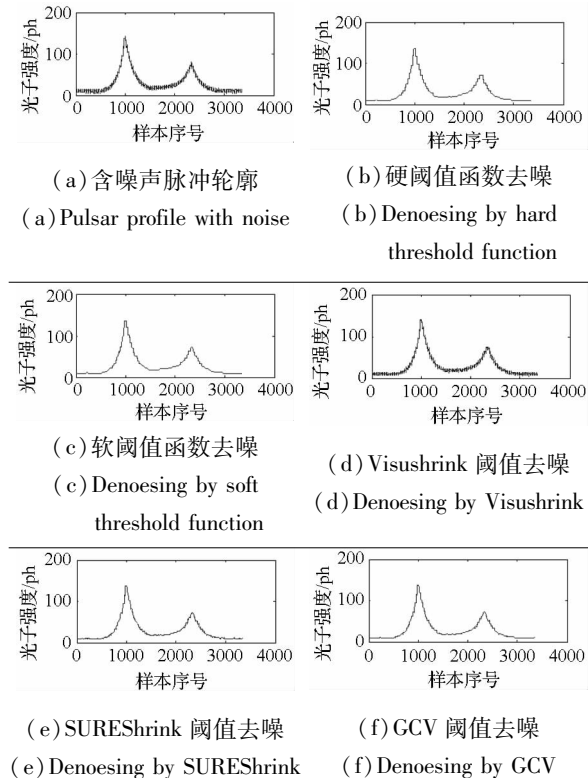 200
100
0
0 1000 2000 3000 4000
光子强度/ph
样本序号
(a)含噪声脉冲轮廓
(a)Pulsar profile with noise
200
100
0
0 1000 2000 3000 4000
光子强度/ph
样本序号
(b)硬阈值函数去噪
(b)Denoesing by hard
threshold function
200
100
0
0 1000 2000 3000 4000
光子强度/ph
样本序号
(c)软阈值函数去噪
(c)Denoesing by soft
threshold function
200
100
0
0 1000 2000 3000 4000
光子强度/ph
样本序号
(d)Visushrink 阈值去噪
(d)Denoesing by Visushrink
200
100
0
0 1000 2000 3000 4000
光子强度/ph
样本序号
(e)SUREShrink 阈值去噪
(e)Denoesing by SUREShrink
200
100
0
0 1000 2000 3000 4000
光子强度/ph
样本序号
(f)GCV 阈值去噪
(f)Denoesing by GCV